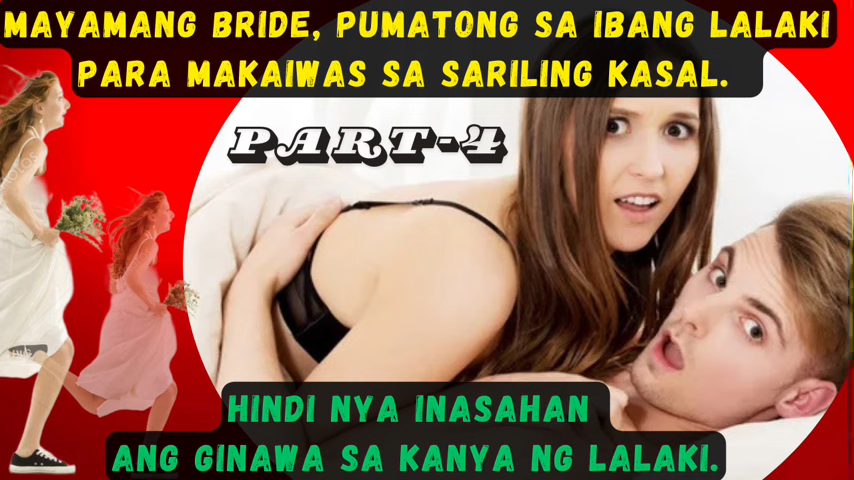 MAYAMANG BRIDE, PUMATONG SA IBANG LALAKI
PARA MAKAIWAS SA SARILING KASAL.
PART-4
HINDI NYA INASAHAN
ANG GINAWA SA KANYA NG LALAKI.